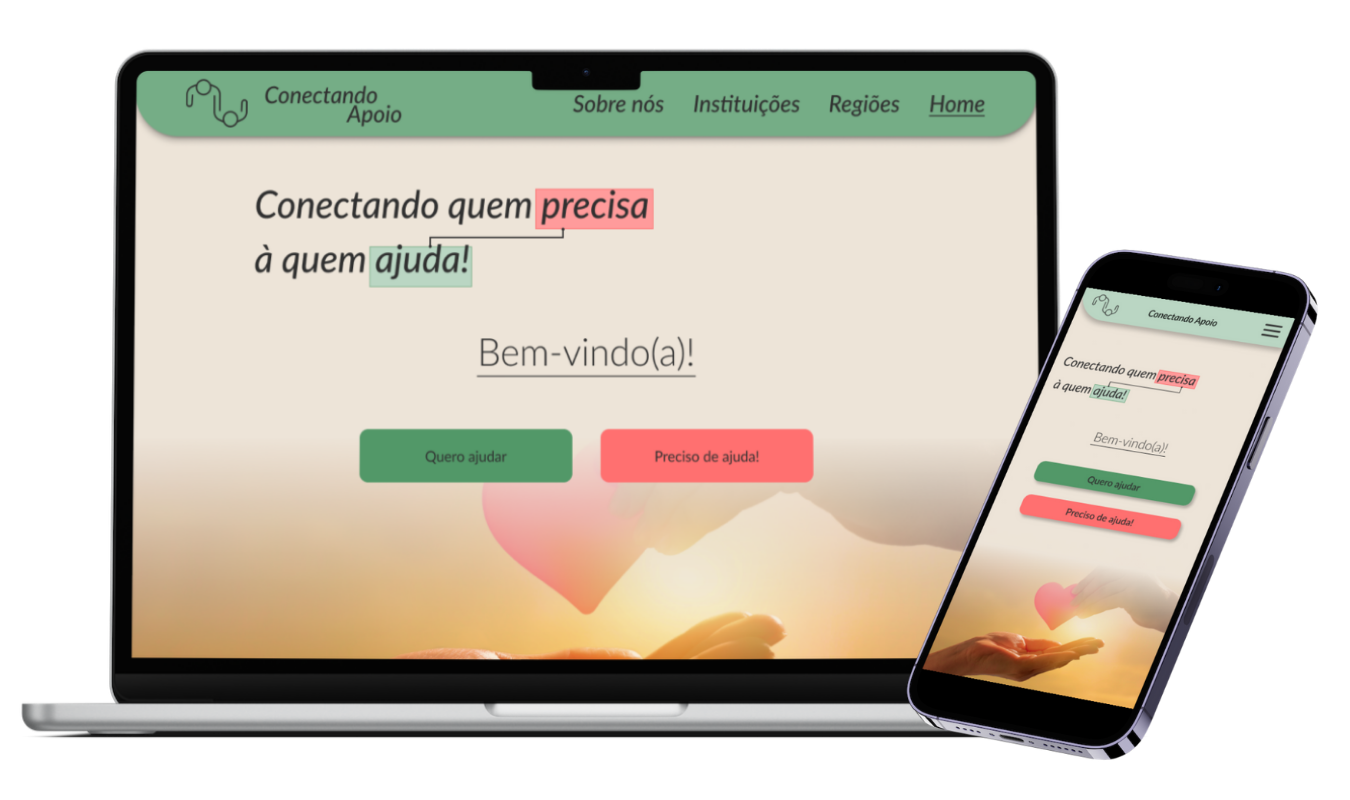 Conectando
Apoio
Sobre nós Instituições Regiões Home
Conectando quem precisa
à quem ajuda!
Bem-vindo(a)!
Quero ajudar Preciso de ajuda!
Conectando Apoio
Conectando quem precisa
à quem ajuda!
Bem-vindo(a)!
Quero ajudar
Preciso de ajuda!